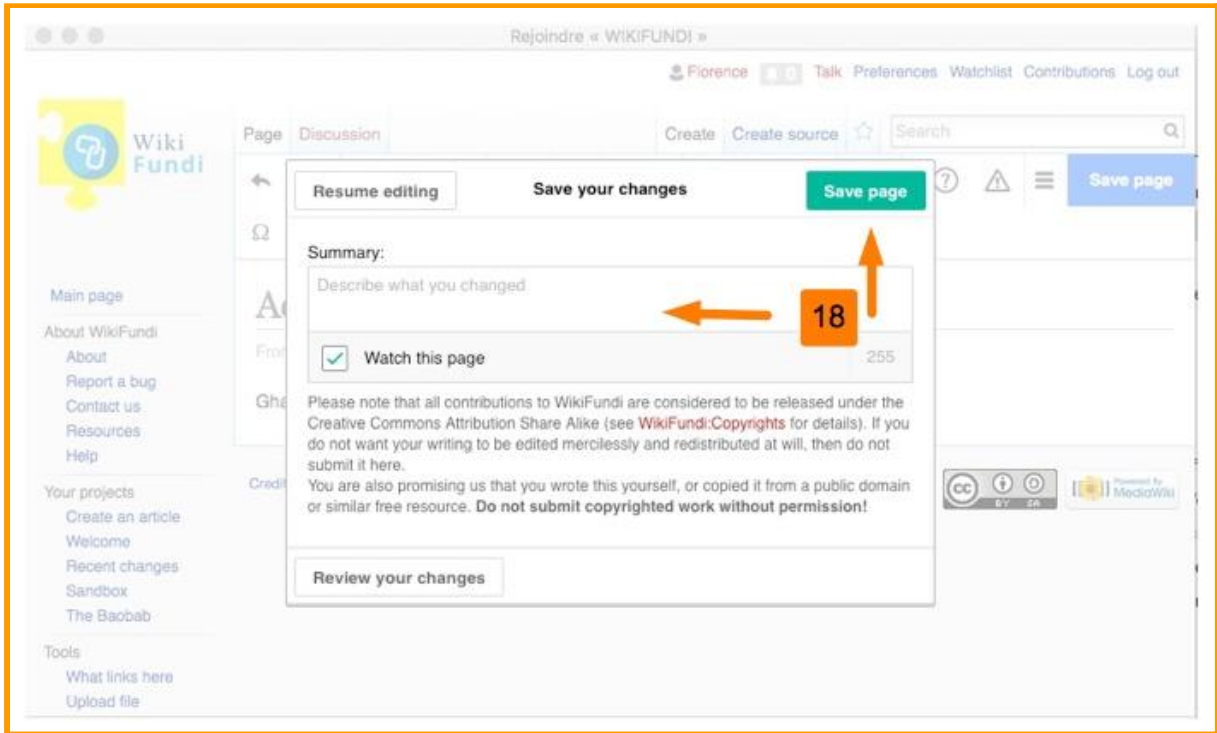 Rejoindre « WIKIFUNDI »
Florence 0 Talk Preferences Watchlist Contributions Log out
Wiki
Fundi
Page Discussion Create Create source Search
Resume editing Save your changes Save page
Save page
Ω
Summary:
Describe what you changed
18
Watch this page 255
Please note that all contributions to WikiFundi are considered to be released under the
Creative Commons Attribution Share Alike (see WikiFundi:Copyrights for details). If you
do not want your writing to be edited mercilessly and redistributed at will, then do not
submit it here.
You are also promising us that you wrote this yourself, or copied it from a public domain
or similar free resource. Do not submit copyrighted work without permission!
Review your changes
Main page
About WikiFundi
About
Report a bug
Contact us
Resources
Help
Your projects
Create an article
Welcome
Recent changes
Sandbox
The Baobab
Tools
What links here
Upload file
cc
BY SA
Powered By
MediaWiki